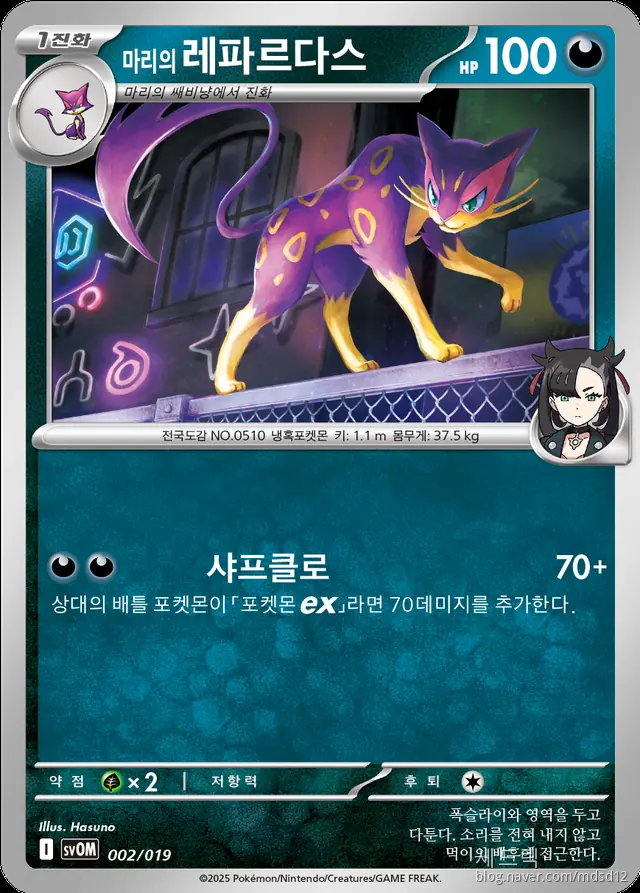 1진화
마리의 레파르다스
HP 100
마리의 쌔비냥에서 진화
전국도감 NO.0510 냉혹포켓몬 키: 1.1 m 몸무게: 37.5 kg
샤프클로 70+
상대의 배틀 포켓몬이 「포켓몬 ex」라면 70데미지를 추가한다.
약점 ×2 저항력 후퇴
Illus. Hasuno
I SVOM 002/019
폭슬라이와 영역을 두고
다툰다. 소리를 전혀 내지 않고
먹이의 배후에 접근한다.
©2025 Pokémon/Nintendo/Creatures/GAME FREAK.
blog.naver.com/mdsd12